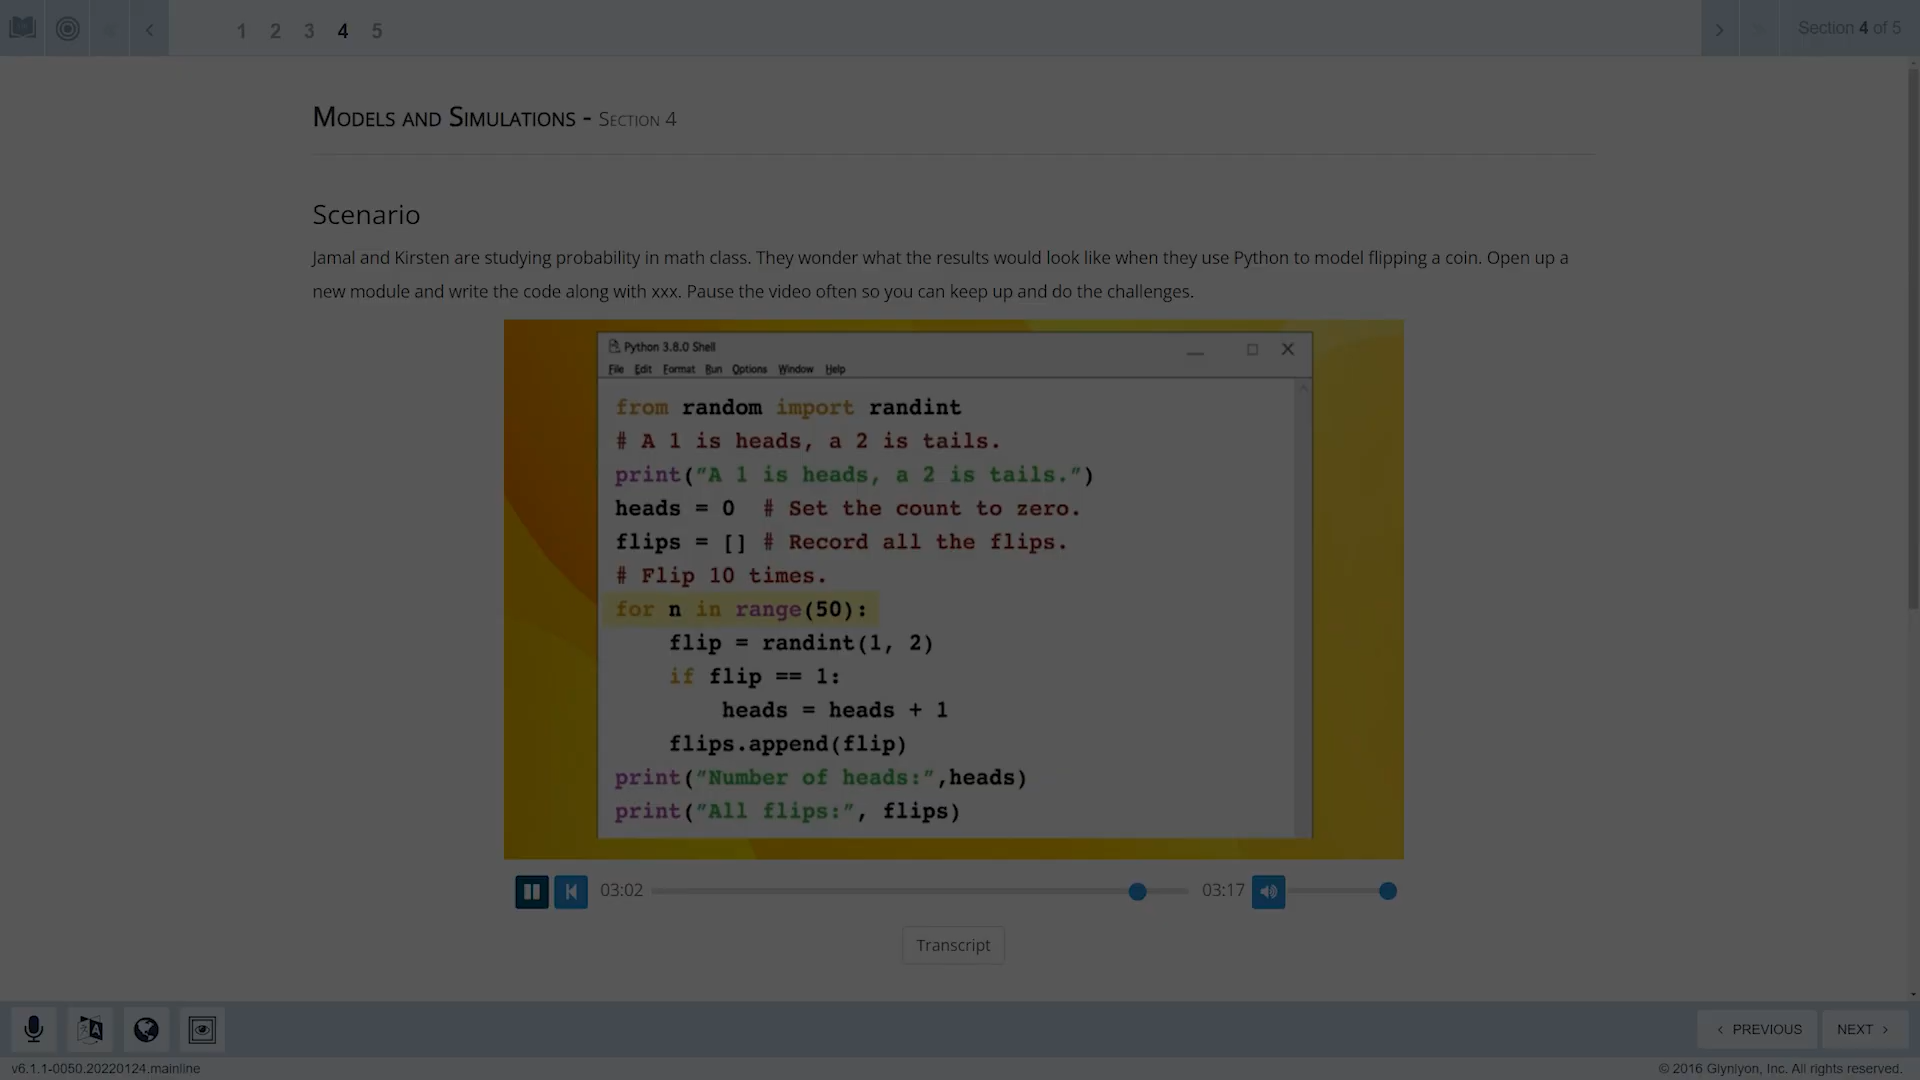 1 2 3 4 5
Section 4 of 5
Models and Simulations - Section 4
Scenario
Jamal and Kirsten are studying probability in math class. They wonder what the results would look like when they use Python to model flipping a coin. Open up a
new module and write the code along with xxx. Pause the video often so you can keep up and do the challenges.
Python 3.8.0 Shell
File Edit Format Run Options Window Help
from random import randint
# A 1 is heads, a 2 is tails.
print("A 1 is heads, a 2 is tails.")
heads = 0 # Set the count to zero.
flips = [] # Record all the flips.
# Flip 10 times.
for n in range(50):
    flip = randint(1, 2)
    if flip == 1:
        heads = heads + 1
    flips.append(flip)
print("Number of heads:",heads)
print("All flips:", flips)
03:02
03:17
Transcript
PREVIOUS
NEXT
v6.1.1-0050.20220124.mainline
© 2016 Glynlyon, Inc. All rights reserved.